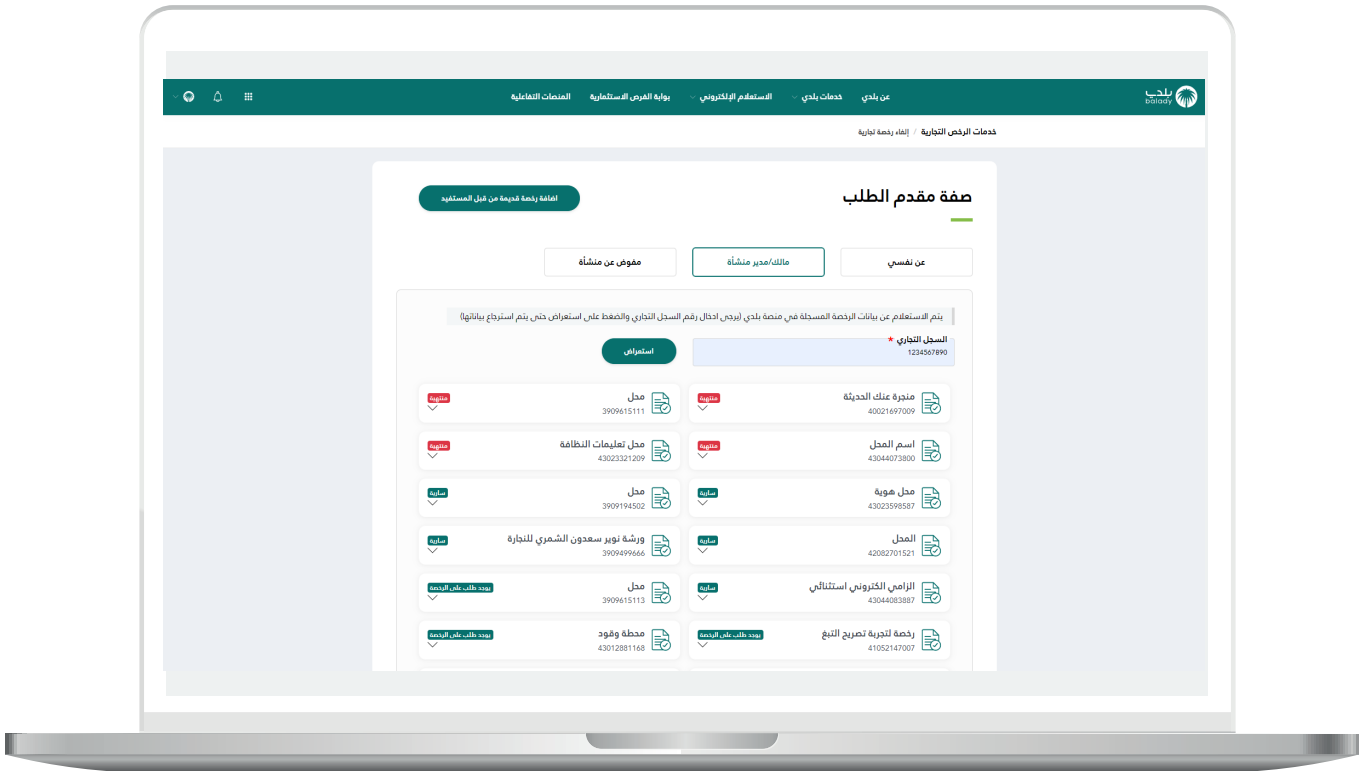 بلدي
balady
عن بلدي
خدمات بلدي
الاستعلام الإلكتروني
بوابة الفرص الاستثمارية
المنصات التفاعلية
خدمات الرخص التجارية / إلغاء رخصة تجارية
صفة مقدم الطلب
اضافة رخصة قديمة من قبل المستفيد
عن نفسي
مالك/مدير منشأة
مفوض عن منشأة
يتم الاستعلام عن بيانات الرخصة المسجلة في منصة بلدي (يرجى ادخال رقم السجل التجاري والضغط على استعراض حتى يتم استرجاع بياناتها)
السجل التجاري *
1234567890
استعراض
منجرة عنك الحديثة
40021697009
منتهية
محل
3909615111
منتهية
اسم المحل
43044073800
منتهية
محل تعليمات النظافة
43023321209
منتهية
محل هوية
43023598587
سارية
محل
3909194502
سارية
المحل
42082701521
سارية
ورشة نوير سعدون الشمري للنجارة
3909499666
سارية
الزامي الكتروني استثنائي
43044083887
سارية
محل
3909615113
يوجد طلب على الرخصة
رخصة لتجربة تصريح التبغ
41052147007
يوجد طلب على الرخصة
محطة وقود
43012881168
يوجد طلب على الرخصة